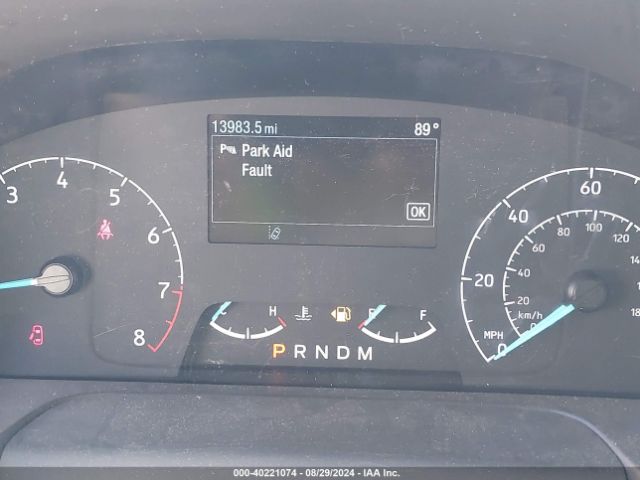 13983.5 mi 89°
P Park Aid
Fault
OK
3 4 5 6 7 8
C H
E F
P R N D M
20 40 60
MPH 0
20 40 60 80 100 120
km/h 0
000-40221074 - 08/29/2024 - IAA Inc.